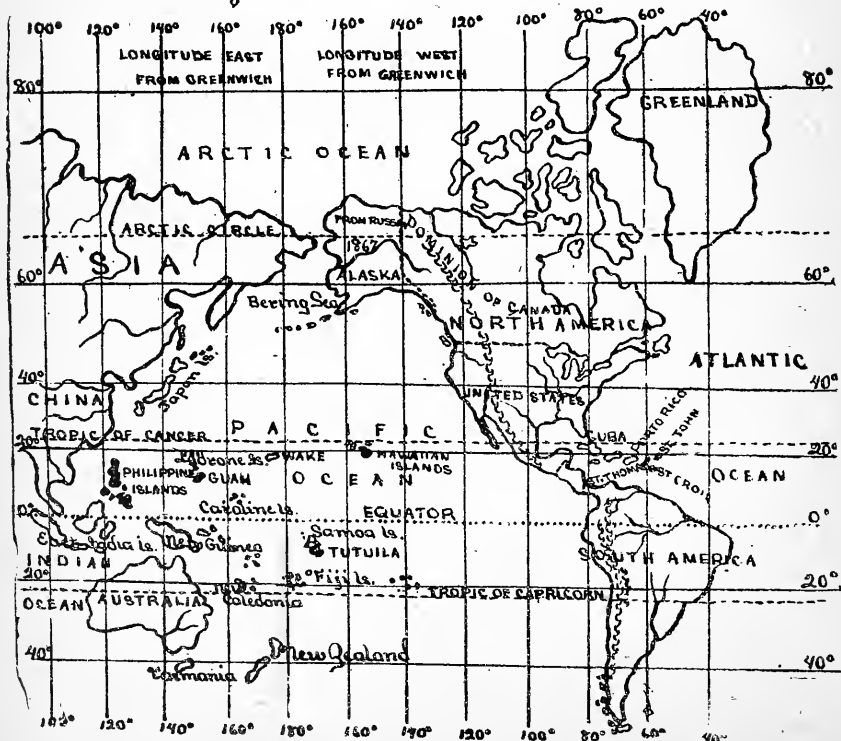 100° 120° 140° 160° 180° 160° 140° 120° 100° 80° 60° 40°
LONGITUDE EAST
FROM GREENWICH
LONGITUDE WEST
FROM GREENWICH
80° 80°
GREENLAND
ARCTIC OCEAN
FROM RUSSIA
1867
ALASKA
DOMINION OF CANADA
ARCTIC CIRCLE
ASIA
60° 60°
Bering Sea
NORTH AMERICA
ATLANTIC
Japan Is.
40° 40°
CHINA
UNITED STATES
PACIFIC
TROPIC OF CANCER
CUBA
PORTO RICO
ST. JOHN
20° 20°
Ladrone Is.
WAKE
HAWAIIAN
ISLANDS
PHILIPPINE
ISLANDS
GUAM
OCEAN
ST. THOMAS
ST CROIX
OCEAN
Caroline Is.
EQUATOR
0° 0°
Samoa Is.
TUTUILA
East India Is.
New Guinea
INDIAN
SOUTH AMERICA
Fiji Is.
20° 20°
OCEAN
AUSTRALIA
New
Caledonia
TROPIC OF CAPRICORN
New Zealand
40° 40°
Tasmania
100° 120° 140° 160° 180° 160° 140° 120° 100° 80° 60° 40°